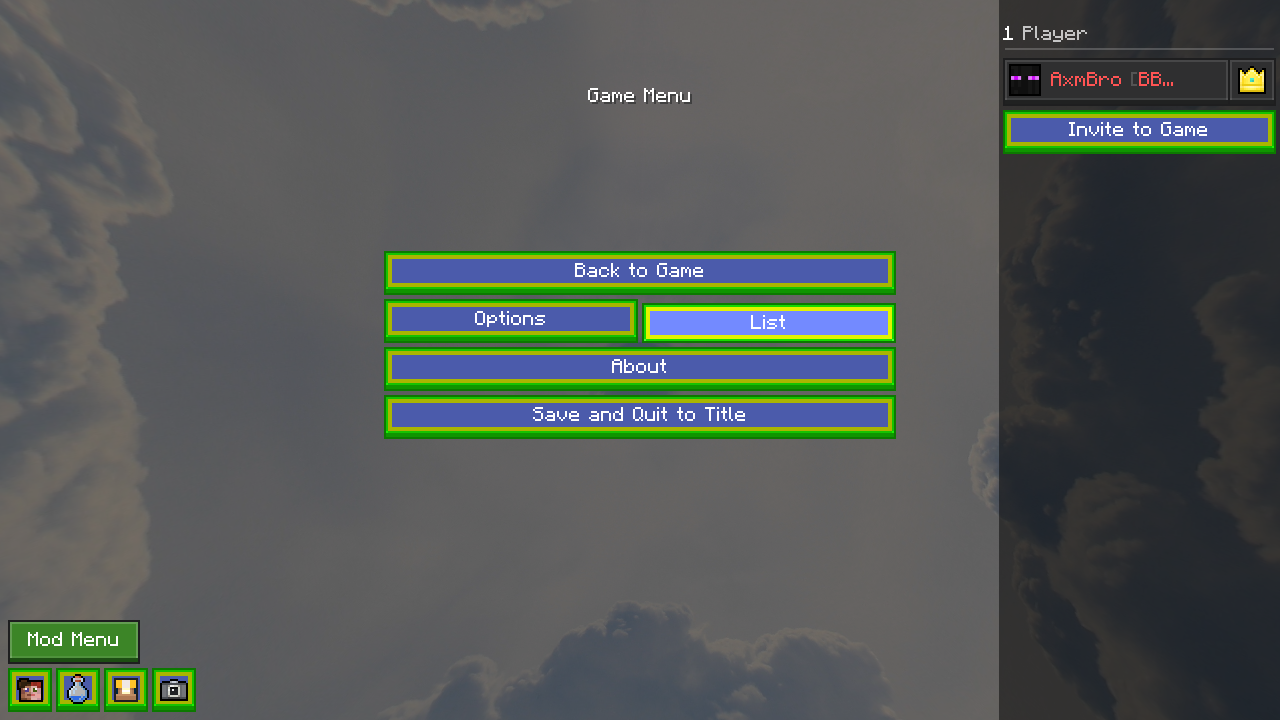 1 Player
Game Menu
AxmBro [BB...
Invite to Game
Back to Game
Options
List
About
Save and Quit to Title
Mod Menu